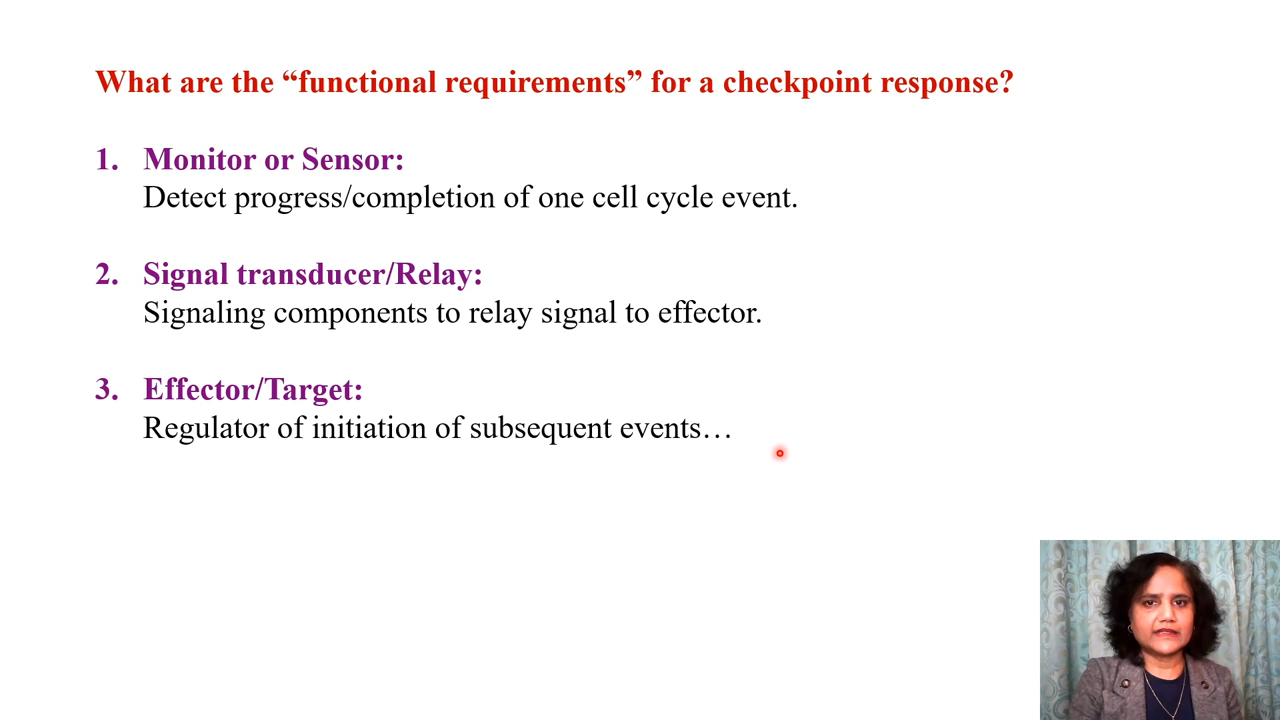 What are the “functional requirements” for a checkpoint response?
1. Monitor or Sensor:
Detect progress/completion of one cell cycle event.
2. Signal transducer/Relay:
Signaling components to relay signal to effector.
3. Effector/Target:
Regulator of initiation of subsequent events…